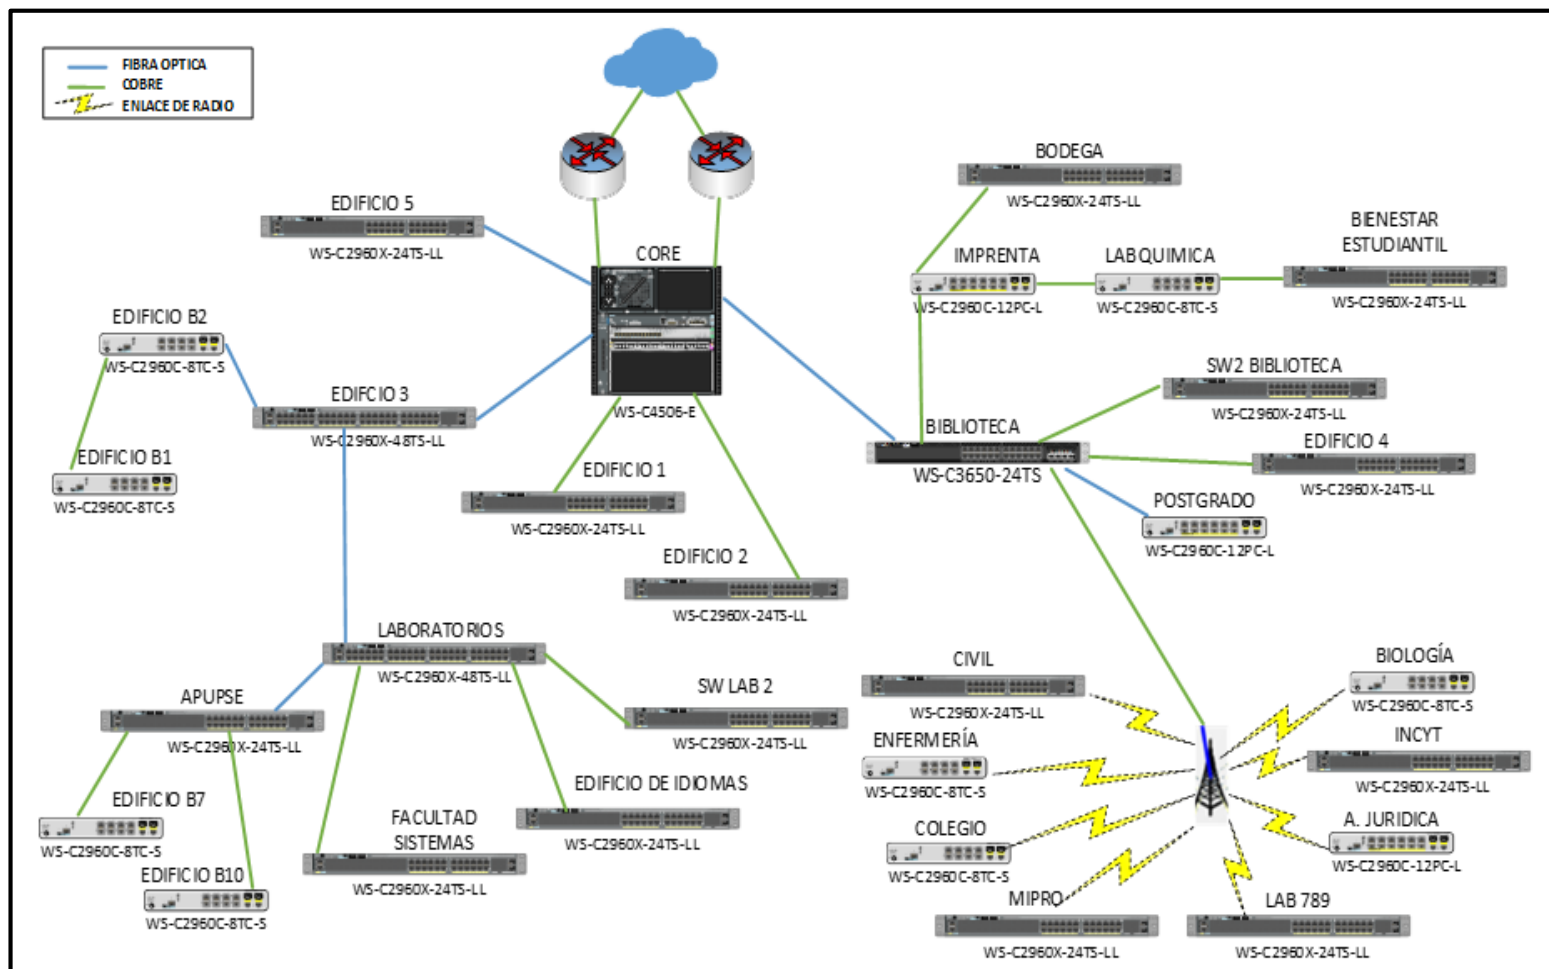 FIBRA OPTICA
COBRE
ENLACE DE RADIO
BODEGA
WS-C2960X-24TS-LL
EDIFICIO 5
WS-C2960X-24TS-LL
BIENESTAR
ESTUDIANTIL
WS-C2960X-24TS-LL
CORE
WS-C4506-E
IMPRENTA
WS-C2960C-12PC-L
LAB QUIMICA
WS-C2960C-8TC-S
EDIFICIO B2
WS-C2960C-8TC-S
EDIFCIO 3
WS-C2960X-48TS-LL
SW2 BIBLIOTECA
WS-C2960X-24TS-LL
BIBLIOTECA
WS-C3650-24TS
EDIFICIO 4
WS-C2960X-24TS-LL
EDIFICIO B1
WS-C2960C-8TC-S
EDIFICIO 1
WS-C2960X-24TS-LL
POSTGRADO
WS-C2960C-12PC-L
EDIFICIO 2
WS-C2960X-24TS-LL
LABORATORIOS
WS-C2960X-48TS-LL
CIVIL
WS-C2960X-24TS-LL
BIOLOGÍA
WS-C2960C-8TC-S
APUPSE
WS-C2960X-24TS-LL
SW LAB 2
WS-C2960X-24TS-LL
ENFERMERÍA
WS-C2960C-8TC-S
INCYT
WS-C2960X-24TS-LL
EDIFICIO B7
WS-C2960C-8TC-S
EDIFICIO DE IDIOMAS
WS-C2960X-24TS-LL
FACULTAD
SISTEMAS
WS-C2960X-24TS-LL
COLEGIO
WS-C2960C-8TC-S
A. JURIDICA
WS-C2960C-12PC-L
EDIFICIO B10
WS-C2960C-8TC-S
MIPRO
WS-C2960X-24TS-LL
LAB 789
WS-C2960X-24TS-LL